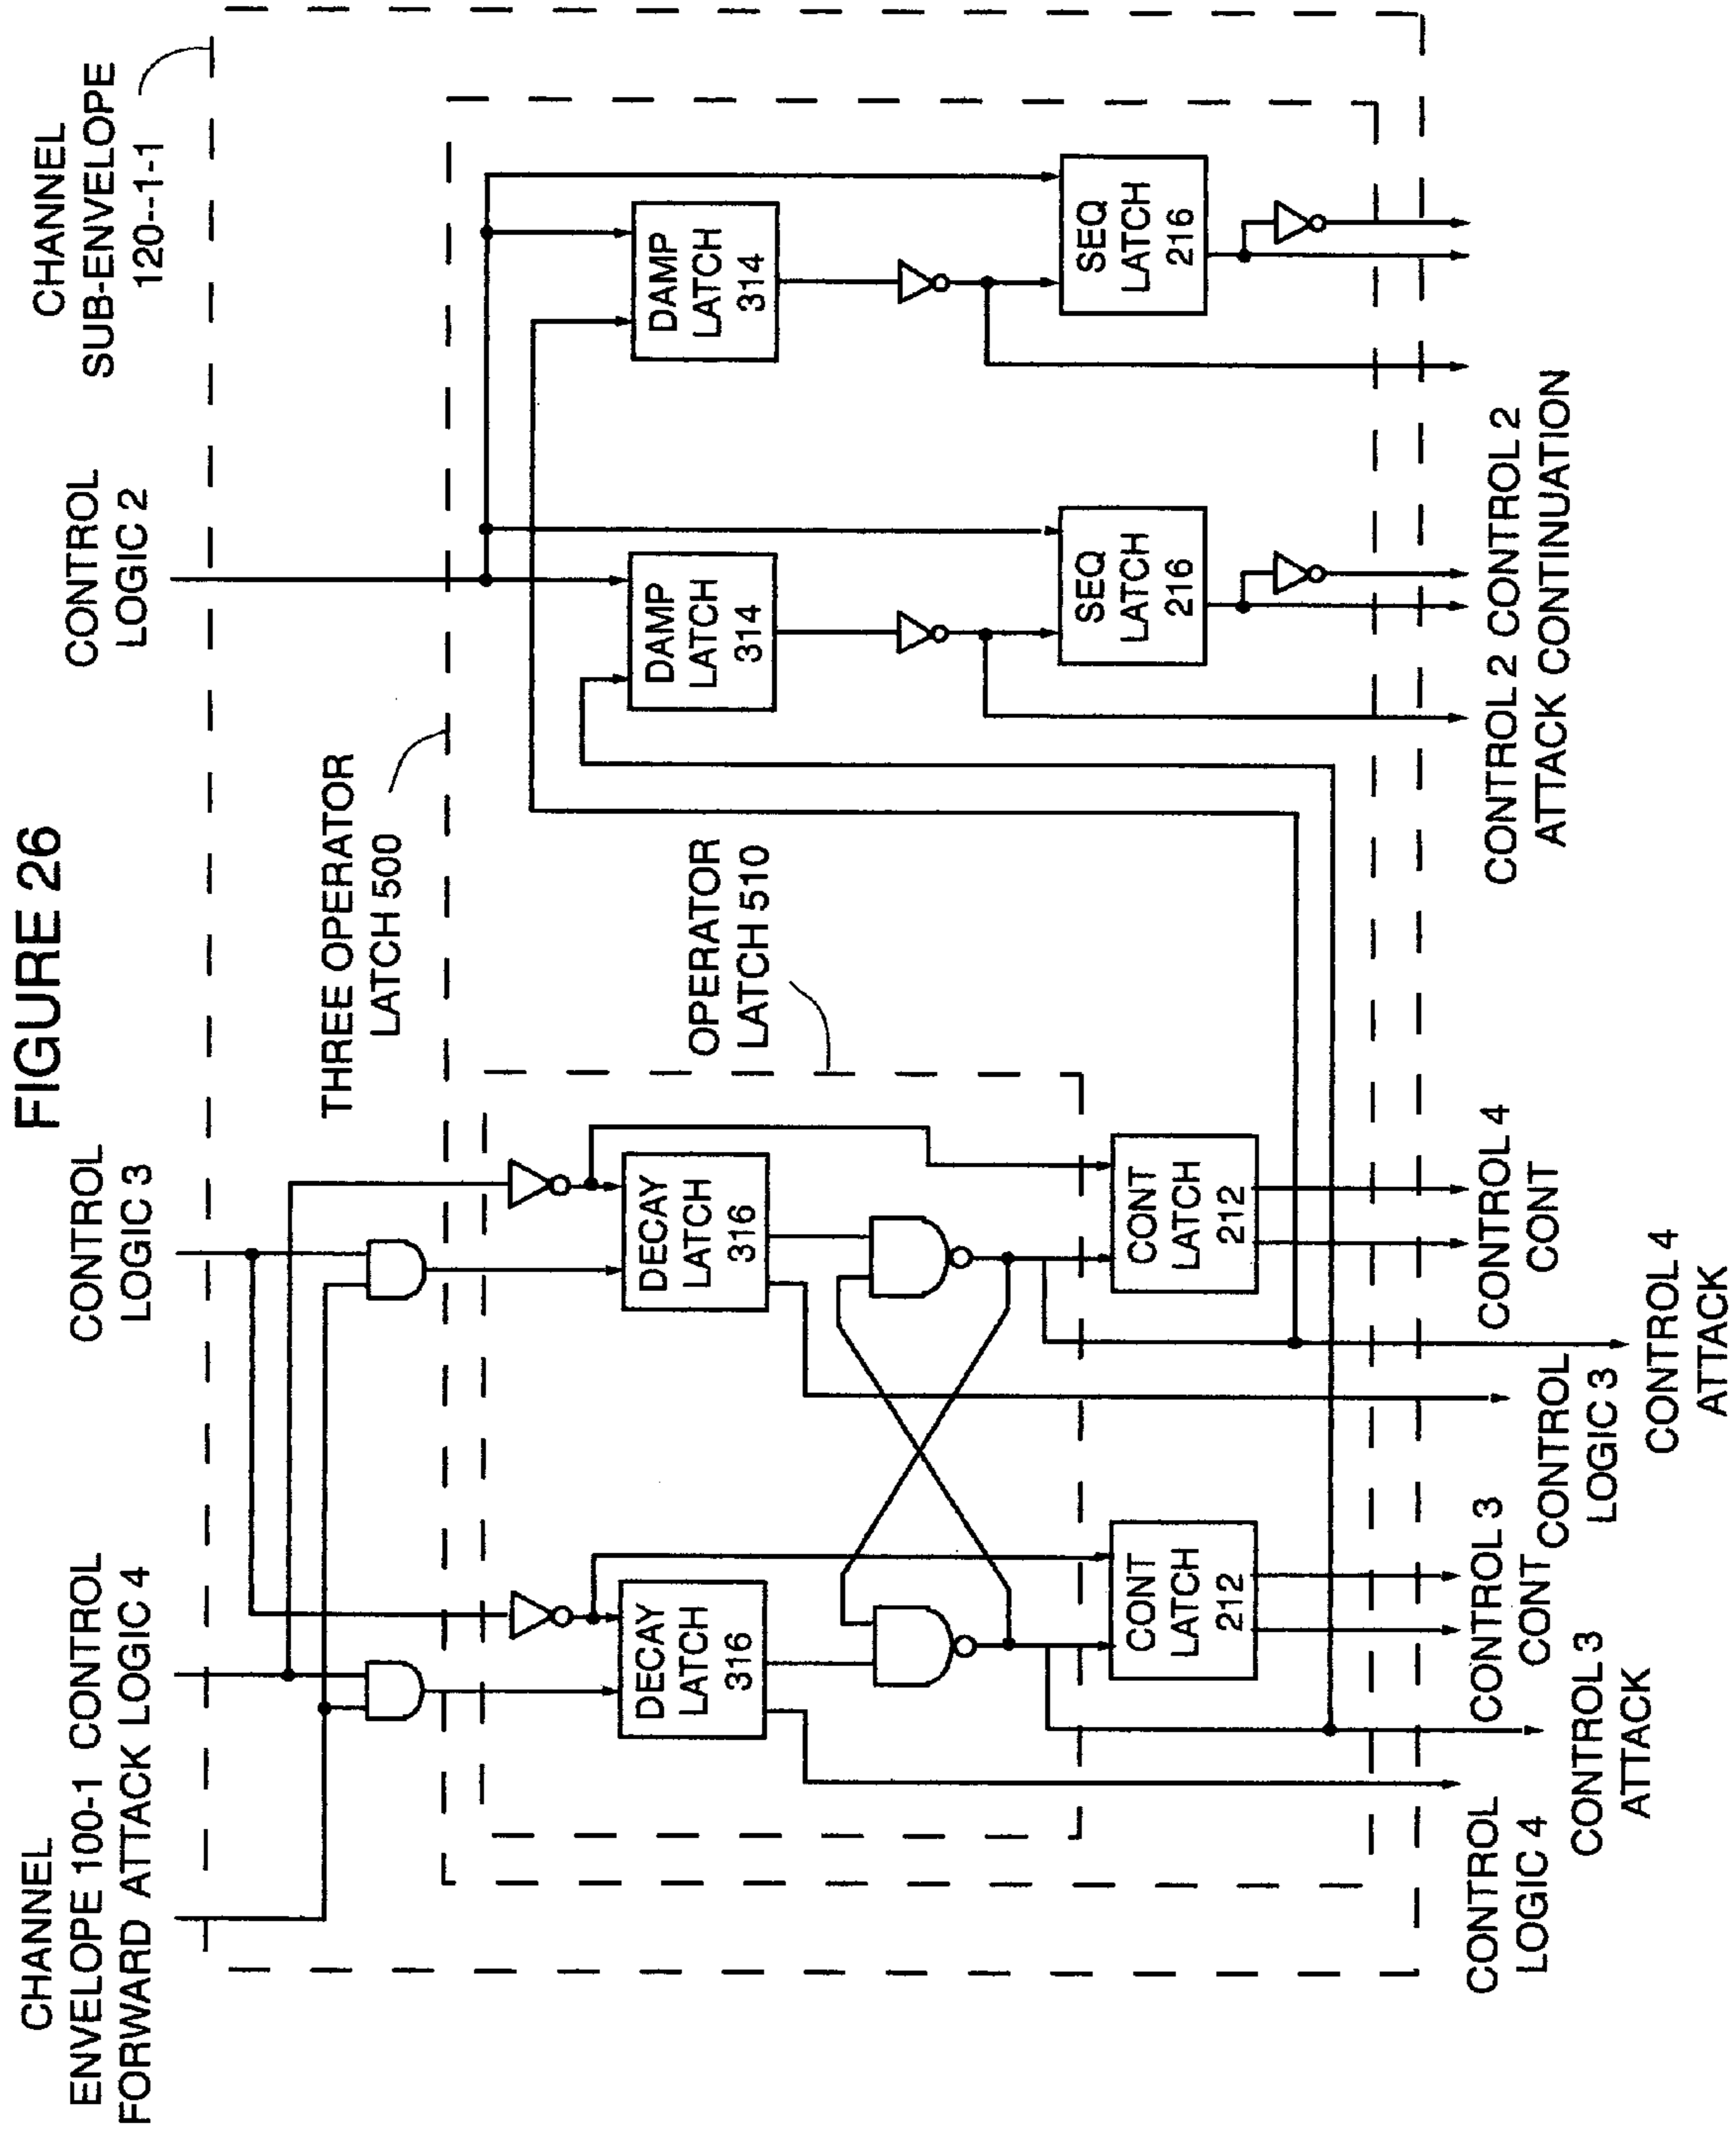 FIGURE 26
CHANNEL
ENVELOPE 100-1 CONTROL
FORWARD ATTACK LOGIC 4
CONTROL
LOGIC 3
CONTROL
LOGIC 2
CHANNEL
SUB-ENVELOPE
120--1-1
THREE OPERATOR
LATCH 500
OPERATOR
LATCH 510
DECAY
LATCH
316
DECAY
LATCH
316
DAMP
LATCH
314
DAMP
LATCH
314
CONT
LATCH
212
CONT
LATCH
212
SEQ
LATCH
216
SEQ
LATCH
216
CONTROL
LOGIC 4
CONTROL 3
ATTACK
CONTROL 3
CONT
CONTROL
LOGIC 3
CONTROL 4
ATTACK
CONTROL 4
CONT
CONTROL 2 CONTROL 2
ATTACK CONTINUATION